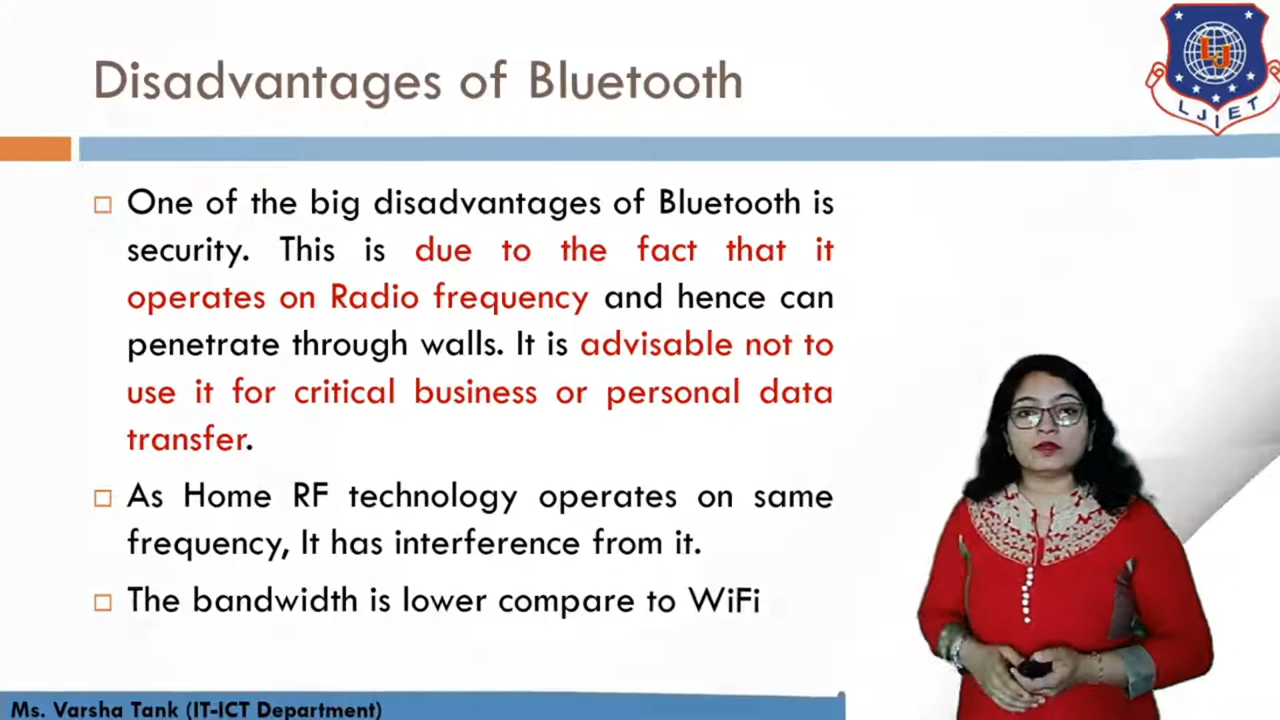 Disadvantages of Bluetooth
LJ
LJIET
One of the big disadvantages of Bluetooth is
security. This is due to the fact that it
operates on Radio frequency and hence can
penetrate through walls. It is advisable not to
use it for critical business or personal data
transfer.
As Home RF technology operates on same
frequency, It has interference from it.
The bandwidth is lower compare to WiFi
Ms. Varsha Tank (IT-ICT Department)